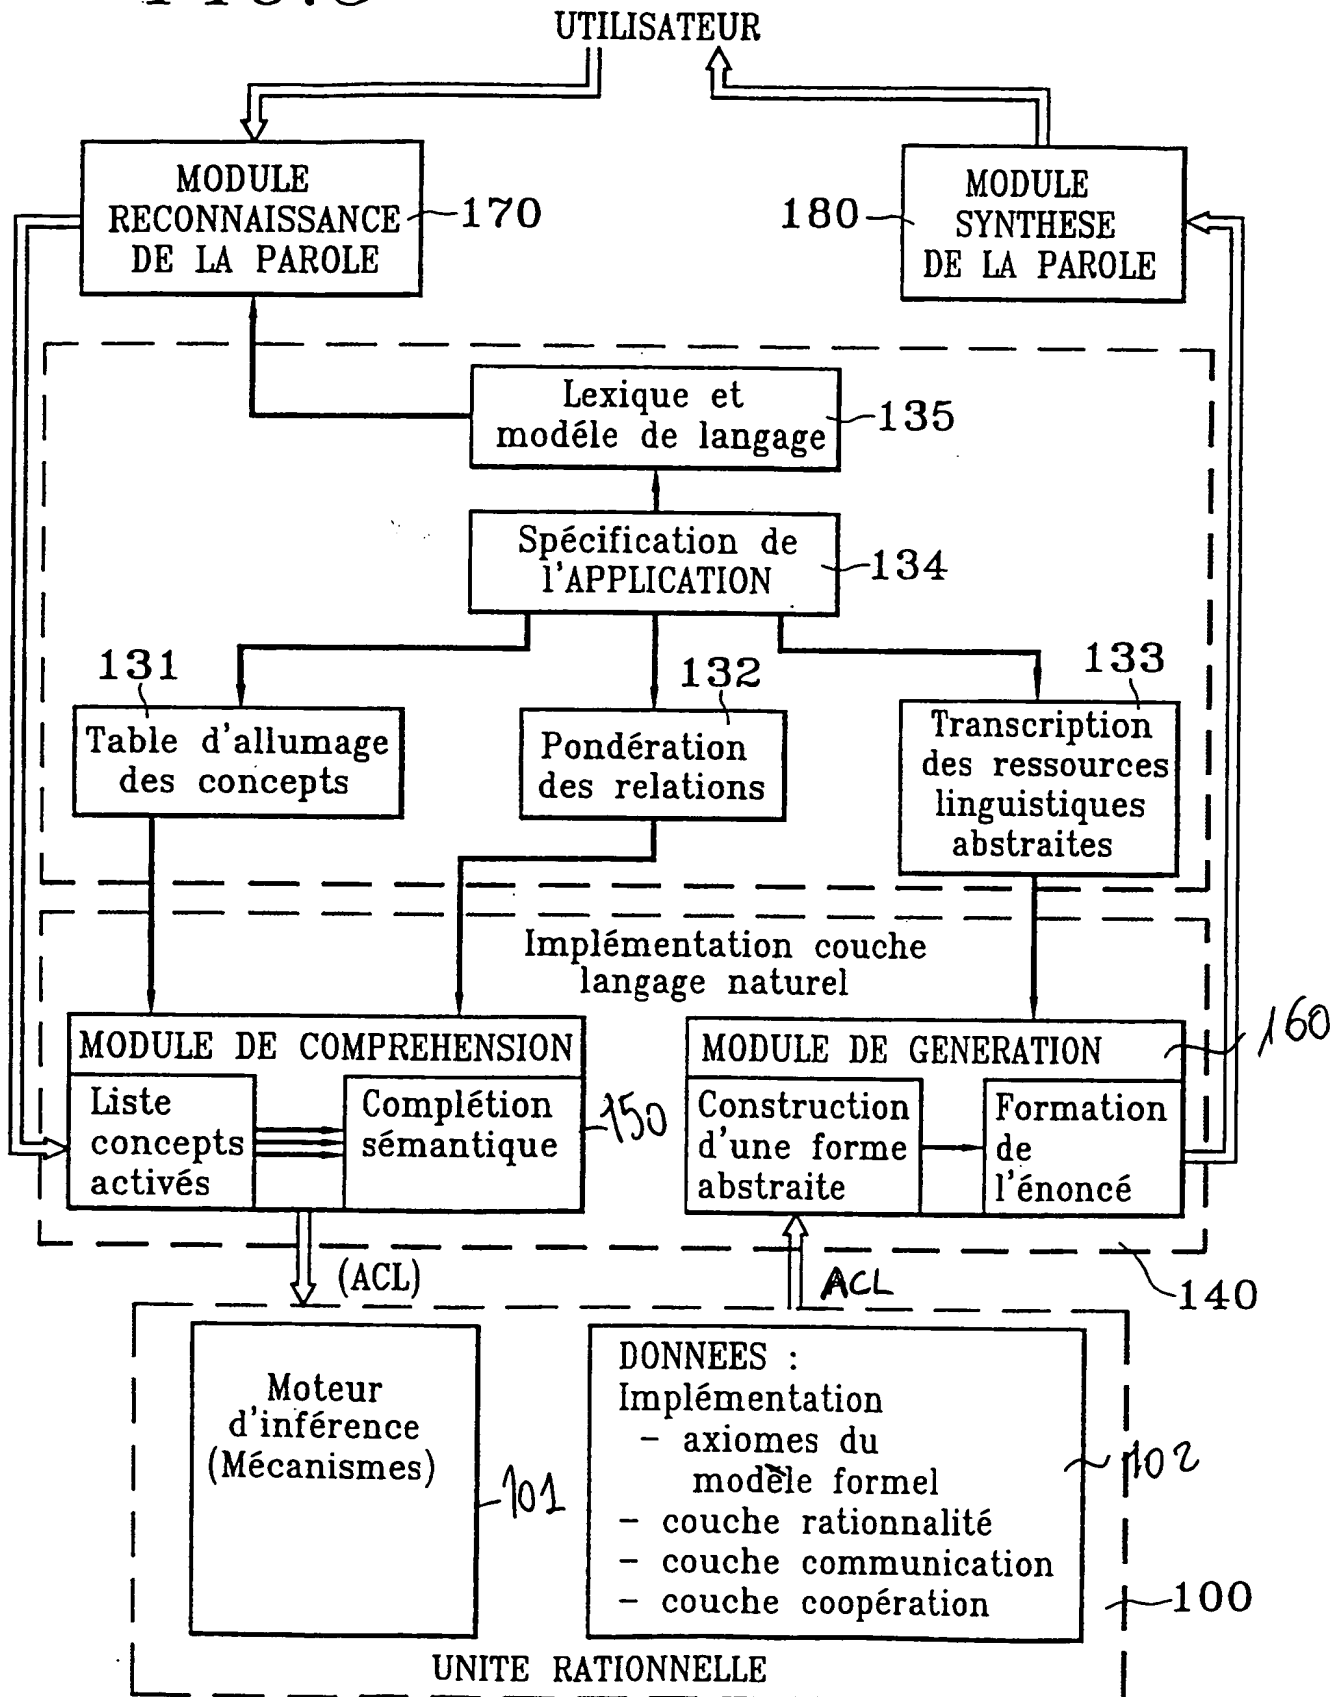 UTILISATEUR
MODULE
RECONNAISSANCE
DE LA PAROLE
170
180
MODULE
SYNTHESE
DE LA PAROLE
Lexique et
modéle de langage
135
Spécification de
l'APPLICATION
134
131
Table d'allumage
des concepts
132
Pondération
des relations
133
Transcription
des ressources
linguistiques
abstraites
Implémentation couche
langage naturel
MODULE DE COMPREHENSION
Liste
concepts
activés
Complétion
sémantique
150
MODULE DE GENERATION
160
Construction
d'une forme
abstraite
Formation
de
l'énoncé
(ACL)
ACL
140
Moteur
d'inférence
(Mécanismes)
101
DONNEES :
Implémentation
- axiomes du
modèle formel
- couche rationnalité
- couche communication
- couche coopération
102
100
UNITE RATIONNELLE